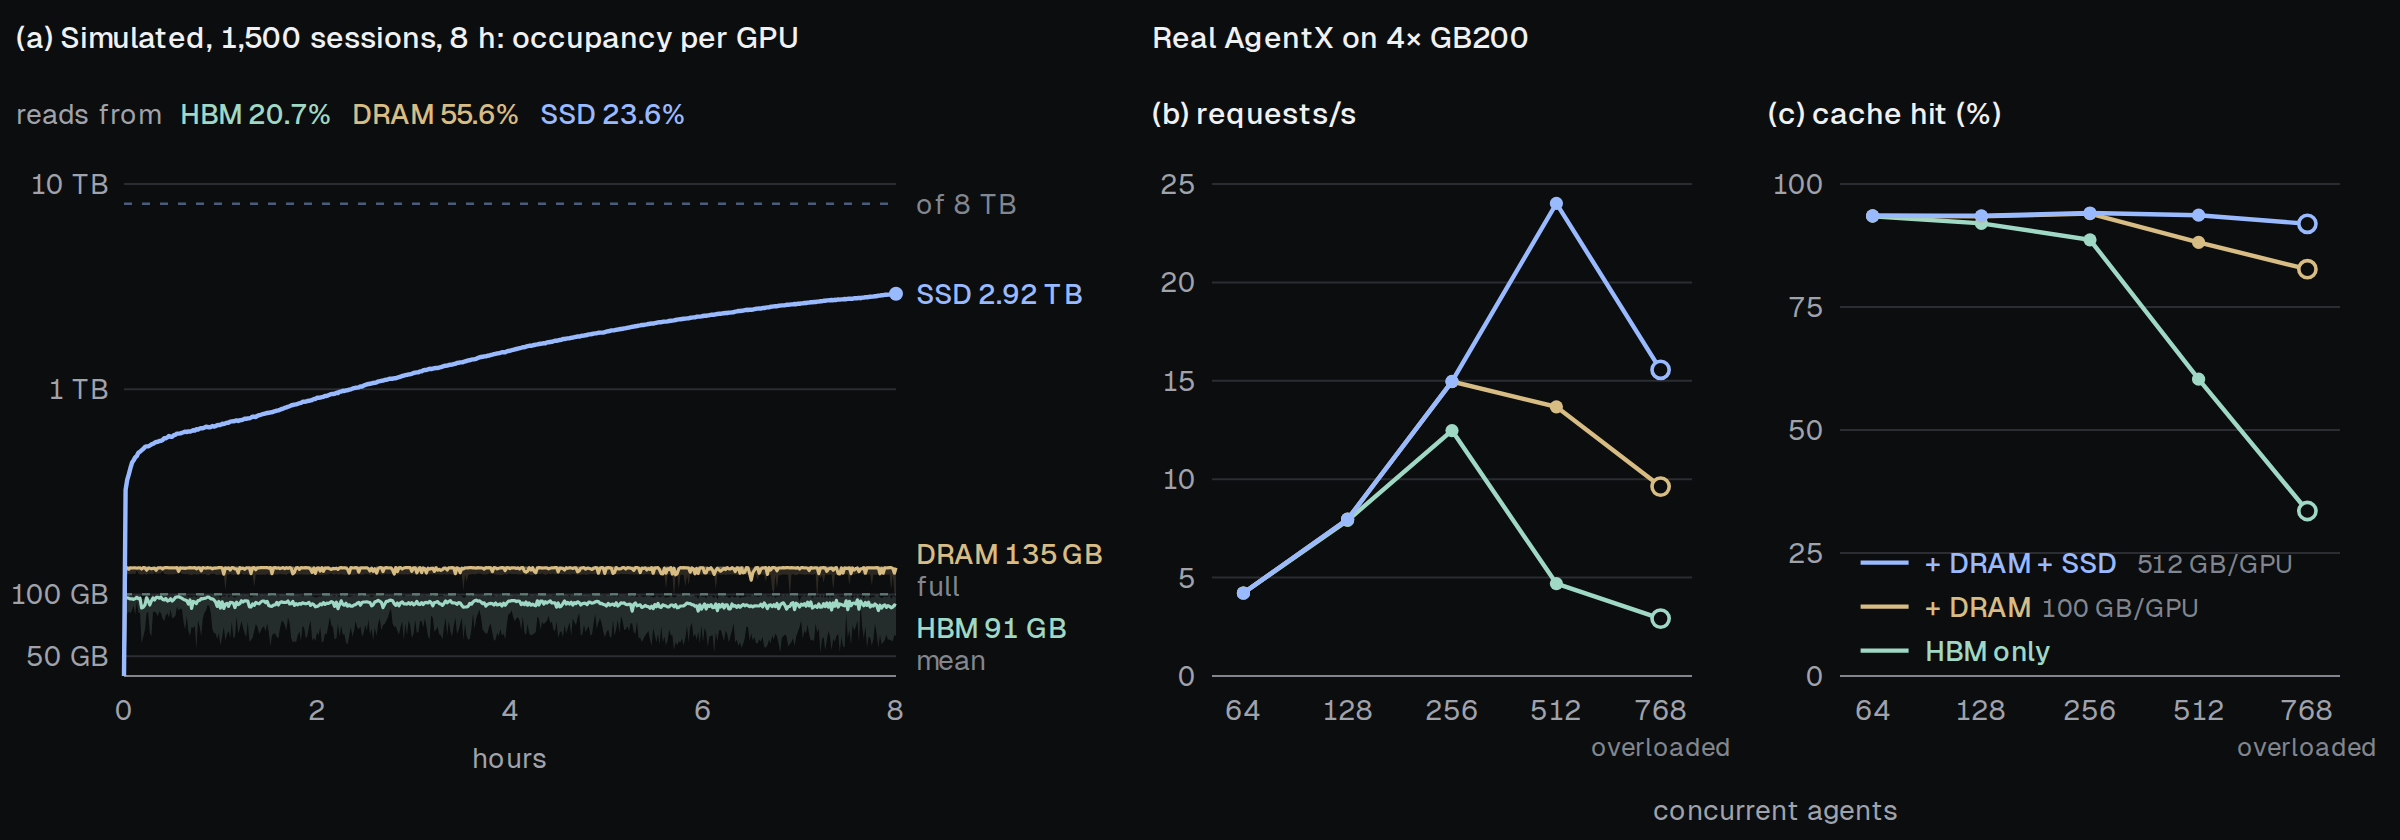 (a) Simulated, 1,500 sessions, 8 h: occupancy per GPU
reads from HBM 20.7% DRAM 55.6% SSD 23.6%
10 TB
of 8 TB
SSD 2.92 TB
1 TB
DRAM 135 GB
full
100 GB
HBM 91 GB
mean
50 GB
0 2 4 6 8
hours
Real AgentX on 4× GB200
(b) requests/s
25
20
15
10
5
0
64 128 256 512 768
overloaded
(c) cache hit (%)
100
75
50
25
0
+ DRAM + SSD 512 GB/GPU
+ DRAM 100 GB/GPU
HBM only
64 128 256 512 768
overloaded
concurrent agents